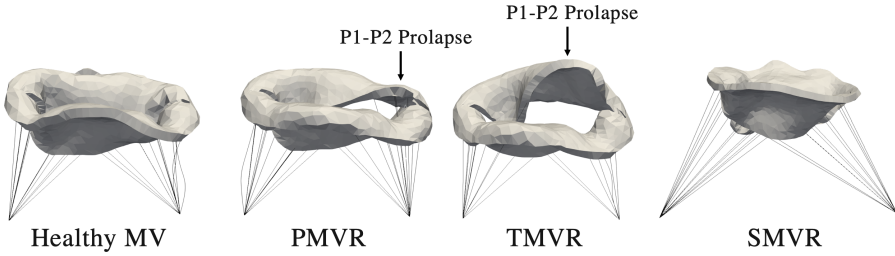 P1-P2 Prolapse
P1-P2 Prolapse
Healthy MV
PMVR
TMVR
SMVR